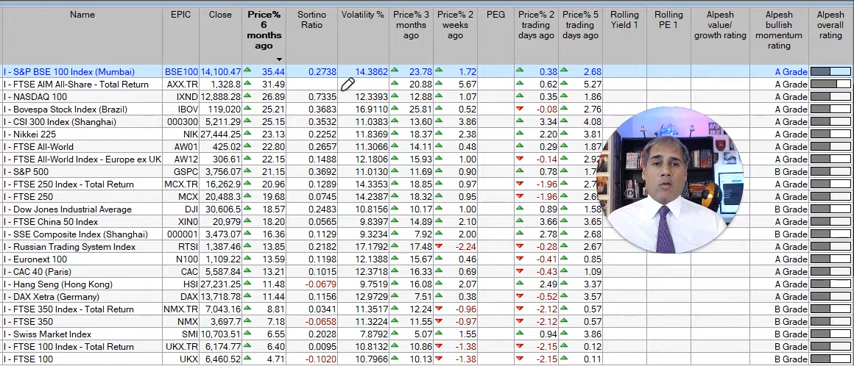 Name EPIC Close Price% 6 months ago Sortino Ratio Volatility % Price% 3 months ago Price% 2 weeks ago PEG Price% 2 trading days ago Price% 5 trading days ago Rolling Yield 1 Rolling PE 1 Alpesh value/ growth rating Alpesh bullish momentum rating Alpesh overall rating
I - S&P BSE 100 Index (Mumbai) BSE100 14,100.47 35.44 0.2738 14.3862 23.78 1.72 0.38 2.68 A Grade
I - FTSE AIM All-Share - Total Return AXX.TR 1,328.8 31.49 20.88 5.67 0.62 5.27 A Grade
I - NASDAQ 100 IXND 12,888.28 26.89 0.7335 12.3393 12.88 1.07 0.35 1.86 A Grade
I - Bovespa Stock Index (Brazil) IBOV 119,020 25.21 0.3658 16.9110 25.81 0.52 -0.08 2.76
I - CSI 300 Index (Shanghai) 000300 5,211.29 25.15 0.3532 11.0383 13.60 3.86 3.34 4.08 A Grade
I - Nikkei 225 NIK 27,444.25 23.13 0.2252 11.8369 18.37 2.38 2.20 3.81 A Grade
I - FTSE All-World AW01 425.02 22.80 0.2657 11.3065 14.11 0.48 0.29 1.87 A Grade
I - FTSE All-World Index - Europe ex UK AW12 306.61 22.15 0.1488 12.1806 15.93 1.00 -0.14 A Grade
I - S&P 500 GSPC 3,756.07 21.15 0.3692 11.0130 11.69 0.90 0.78 B Grade
I - FTSE 250 Index - Total Return MCX.TR 16,262.9 20.96 0.1289 14.3353 18.85 0.97 -1.96 A Grade
I - FTSE 250 MCX 20,488.3 19.68 0.0745 14.2387 18.32 0.95 -1.96 A Grade
I - Dow Jones Industrial Average DJI 30,606.5 18.57 0.2483 8.8156 10.17 1.00 0.89 B Grade
I - FTSE China 50 Index XIN0 20,979 18.20 0.0565 9.8397 14.89 2.10 3.66 3.65 A Grade
I - SSE Composite Index (Shanghai) 000001 3,473.07 16.36 0.1129 9.3234 7.92 2.00 2.78 2.68 A Grade
I - Russian Trading System Index RTSI 1,387.46 13.85 0.2182 17.1792 17.48 -2.24 -0.28 2.67 A Grade
I - Euronext 100 N100 1,109.22 13.59 0.1198 12.1388 15.67 0.46 -0.41 0.85 A Grade
I - CAC 40 (Paris) CAC 5,587.84 13.21 0.1015 12.3768 16.33 0.69 -0.43 1.09 A Grade
I - Hang Seng (Hong Kong) HSI 27,231.25 11.48 -0.0679 9.7519 16.08 2.07 2.49 3.37 A Grade
I - DAX Xetra (Germany) DAX 13,718.78 11.44 0.1156 12.9729 7.51 0.38 -0.52 3.57 A Grade
I - FTSE 350 Index - Total Return NMX.TR 7,043.16 8.81 0.0341 11.3517 12.24 -0.96 -2.12 0.57 B Grade
I - FTSE 350 NMX 3,697.7 7.18 -0.0658 11.3224 11.55 -0.97 -2.12 0.57 B Grade
I - Swiss Market Index SMI 10,703.51 6.55 0.2028 7.8792 5.07 1.55 0.94 3.86 B Grade
I - FTSE 100 Index - Total Return UKX.TR 6,174.77 6.40 0.0095 10.8132 10.86 -1.38 -2.15 0.12 B Grade
I - FTSE 100 UKX 6,460.52 4.71 -0.1020 10.7966 10.13 -1.38 -2.15 0.11 B Grade